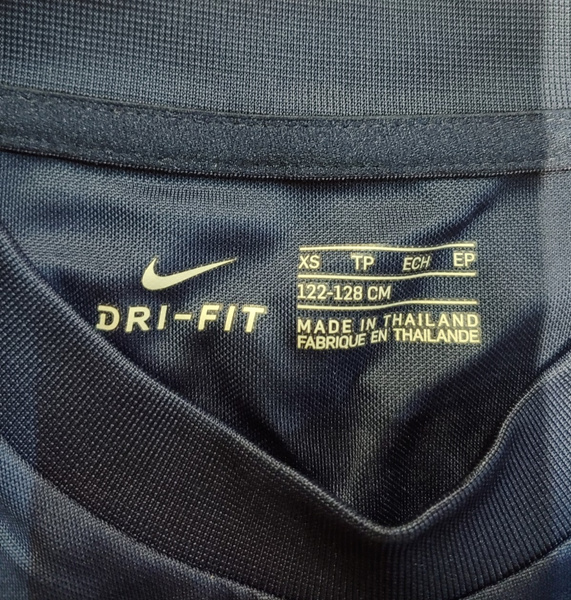 DRI-FIT
XS TP ECH EP
122-128 CM
MADE IN THAILAND
FABRIQUE EN THAILANDE